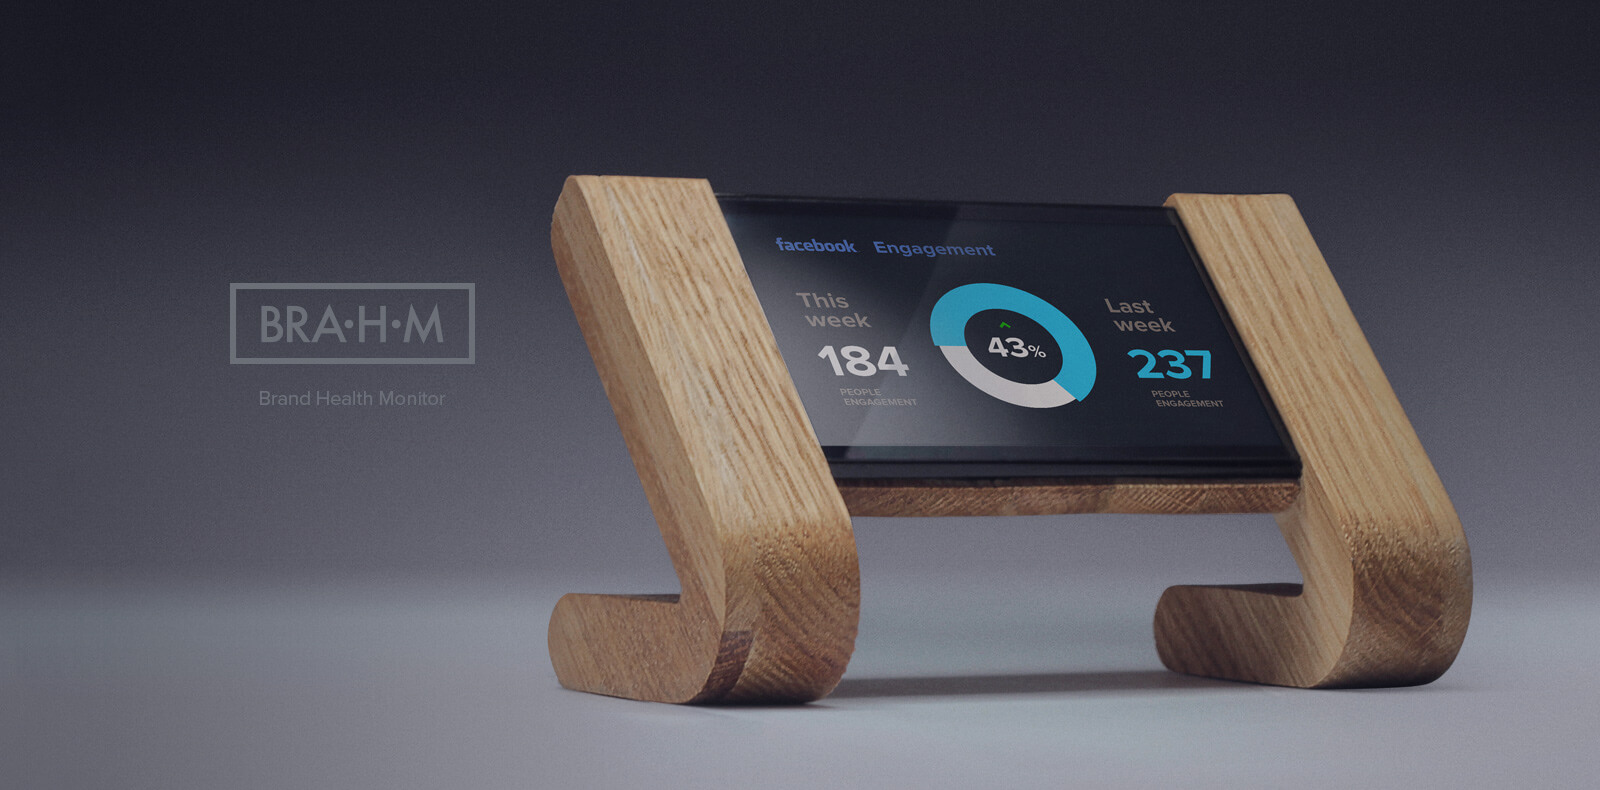 BRA·H·M
Brand Health Monitor
facebook Engagement
This
week
184
PEOPLE
ENGAGEMENT
43%
Last
week
237
PEOPLE
ENGAGEMENT